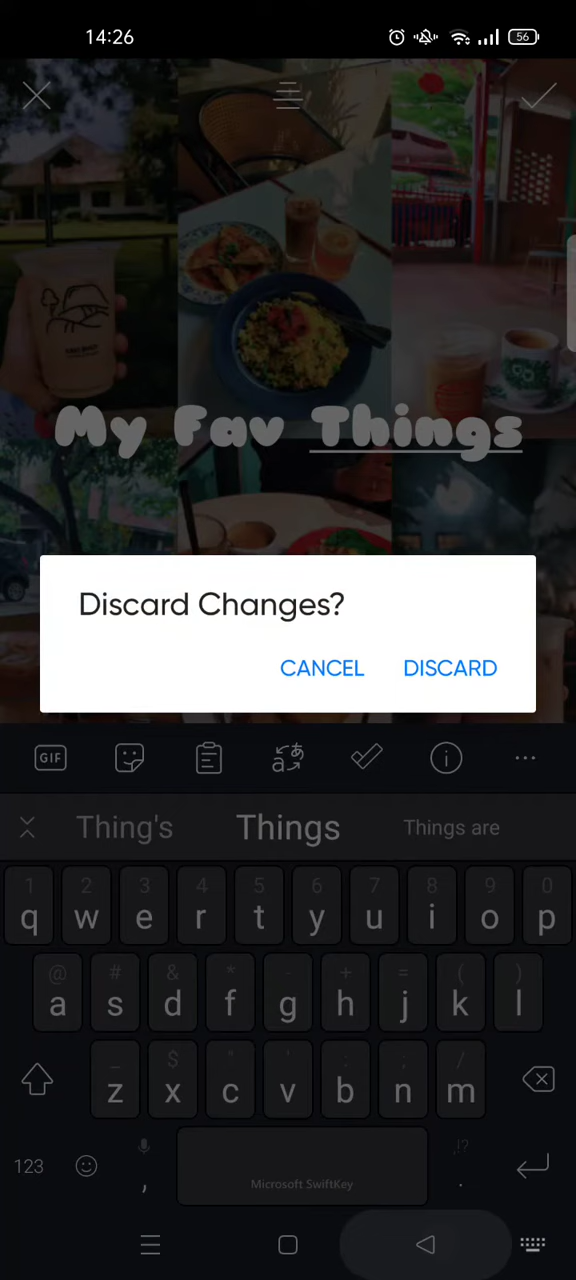 14:26
56
My Fav Things
Discard Changes?
CANCEL DISCARD
GIF
Thing's Things Things are
1 2 3 4 5 6 7 8 9 0
q w e r t y u i o p
@ # & * - + = ( )
a s d f g h j k l
_ $ " ' : ; /
z x c v b n m
123 , Microsoft SwiftKey .
,!?